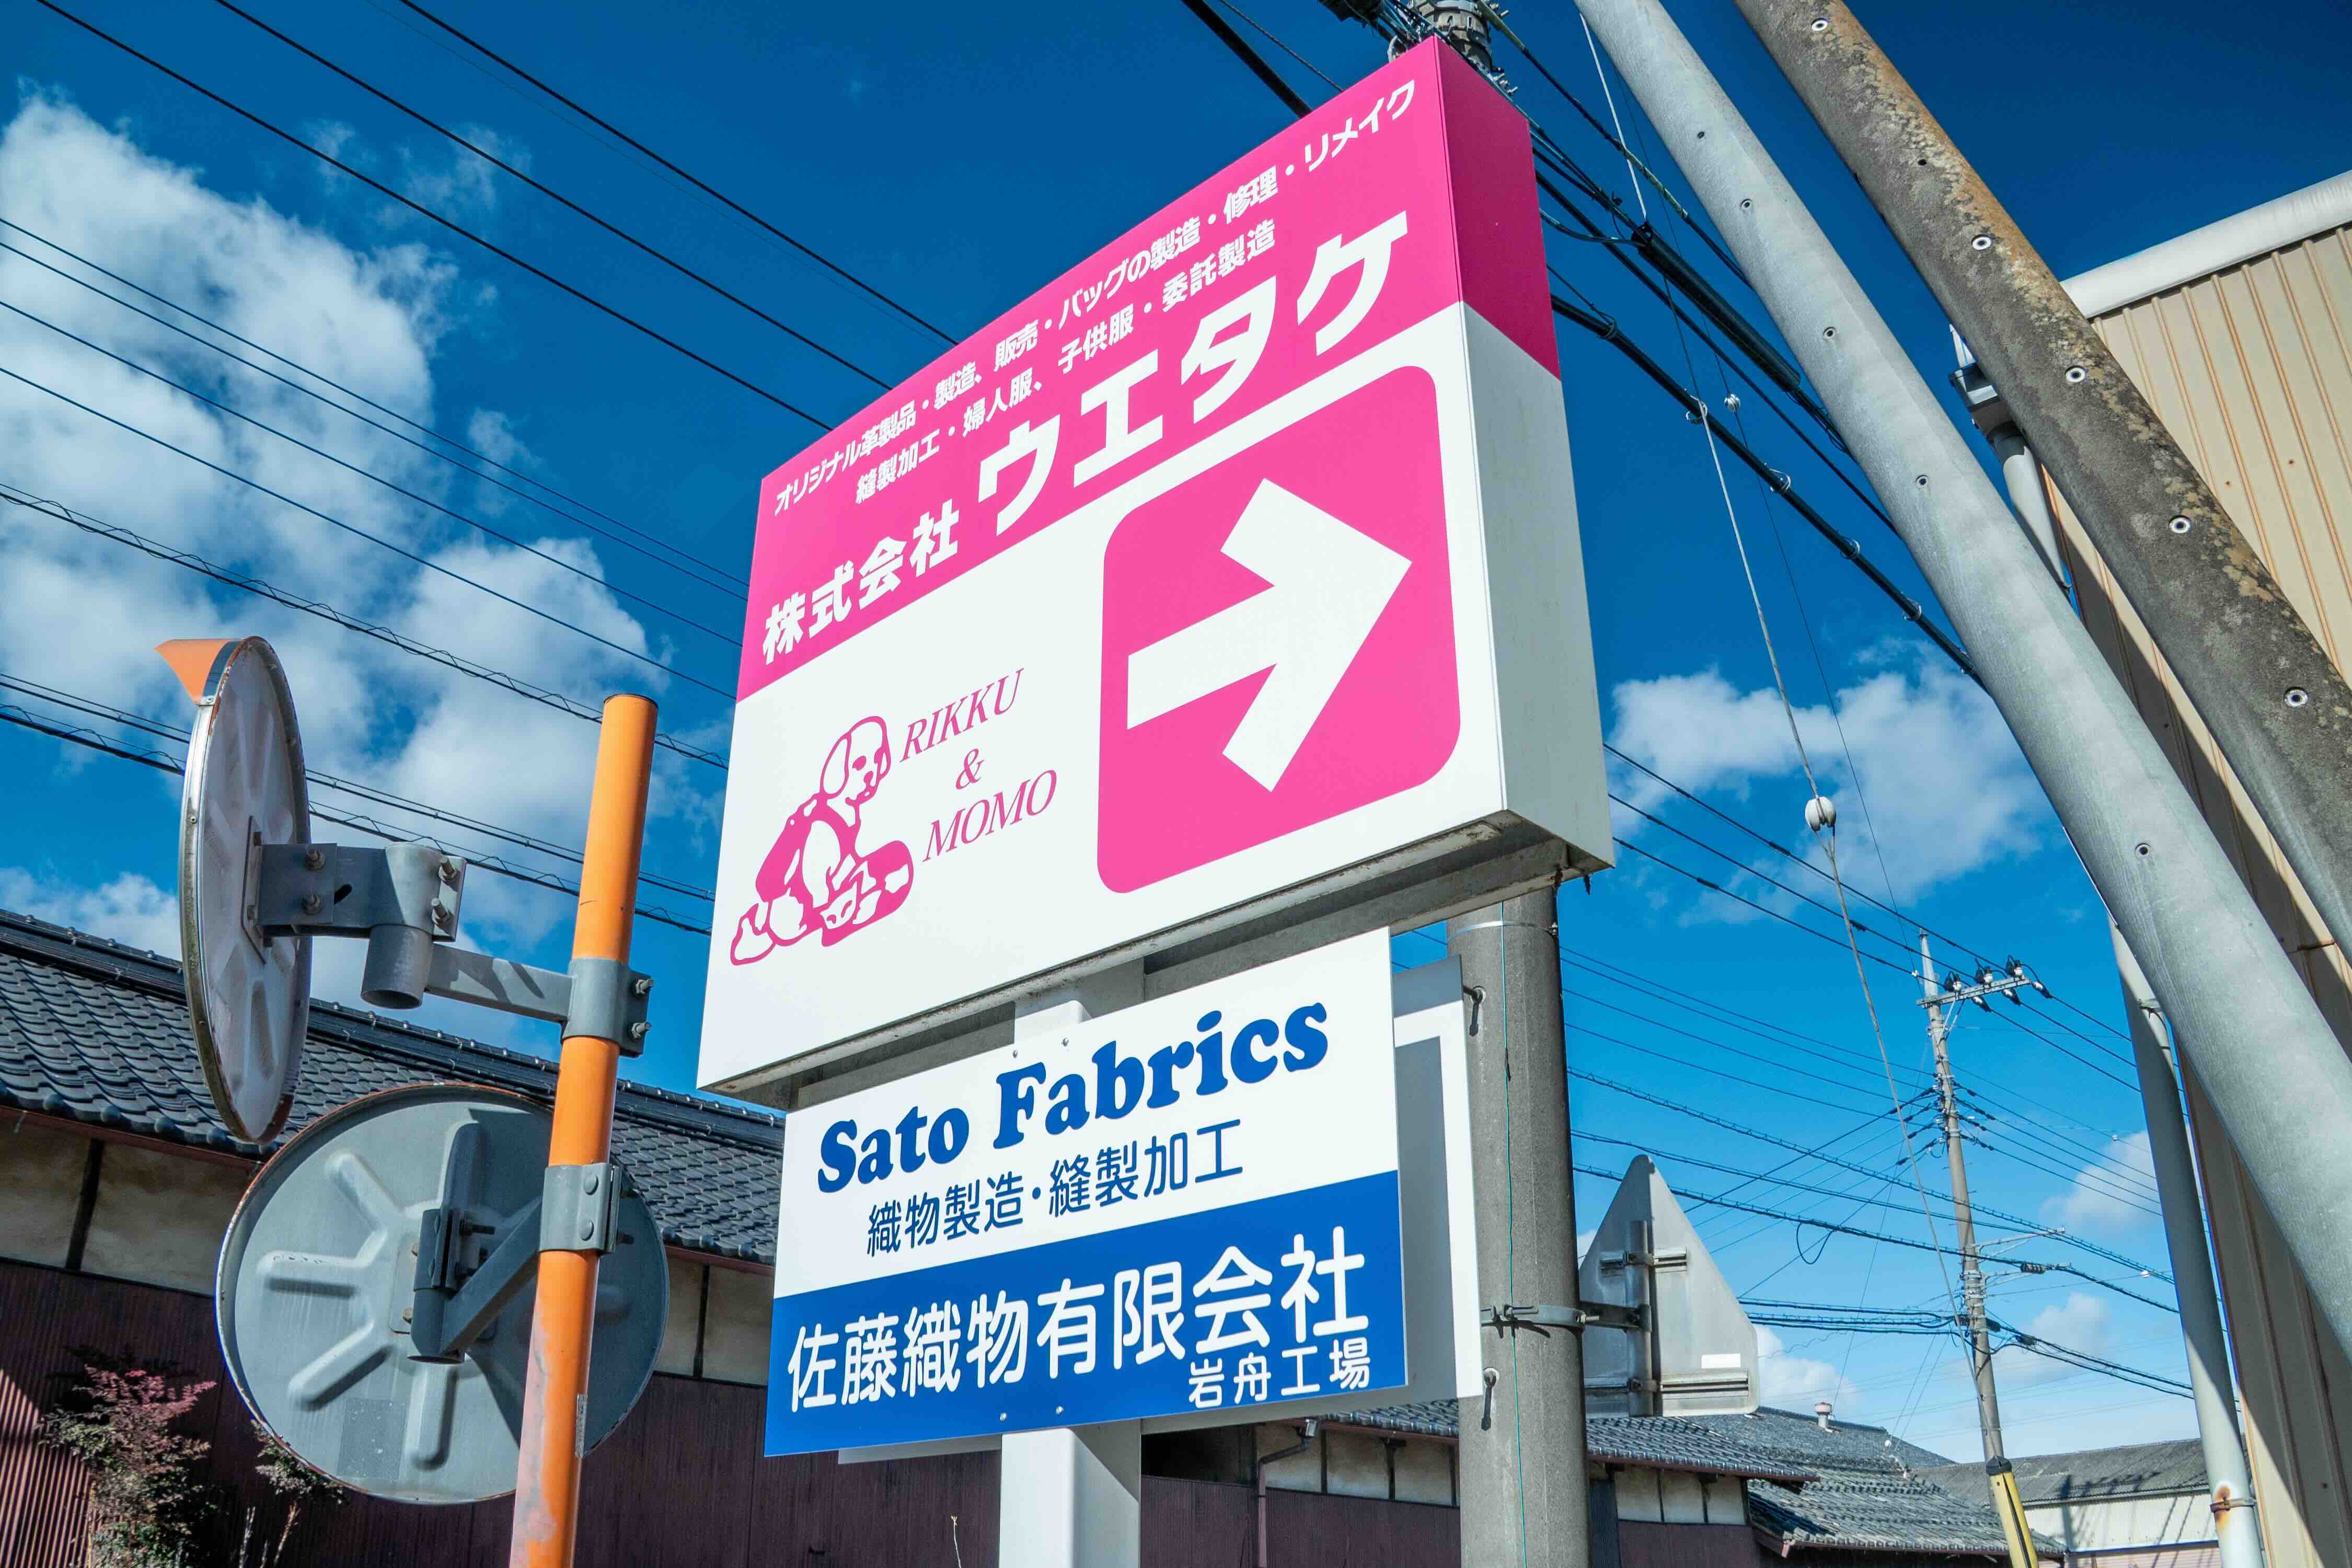 オリジナル革製品・製造、販売・バッグの製造・修理・リメイク
縫製加工・婦人服、子供服・委託製造
株式会社 ウエタケ
RIKKU
&
MOMO
Sato Fabrics
織物製造・縫製加工
佐藤織物有限会社
岩舟工場